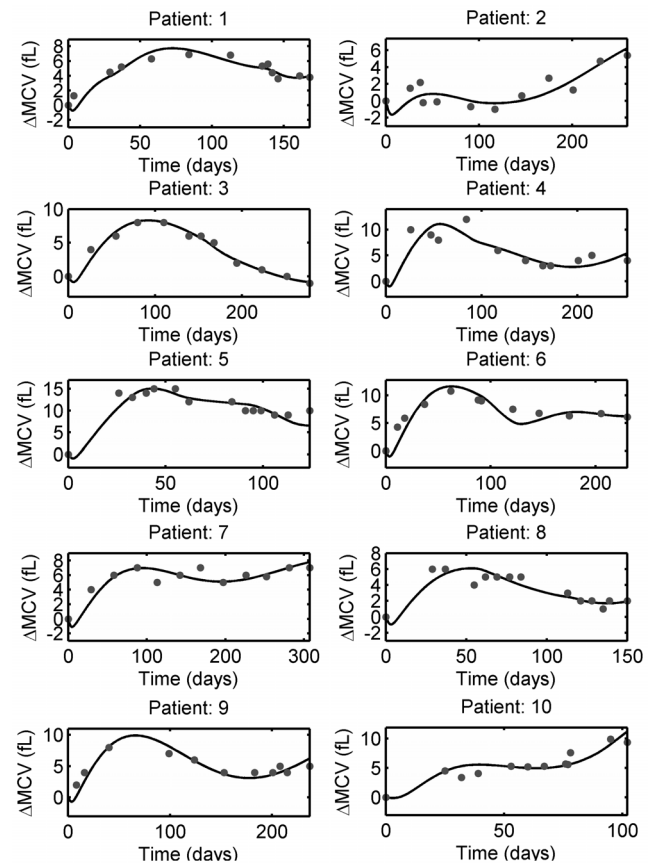 Patient: 1
ΔMCV (fL)
8
6
4
2
0
-2
0 50 100 150
Time (days)
Patient: 2
ΔMCV (fL)
6
4
2
0
-2
0 100 200
Time (days)
Patient: 3
ΔMCV (fL)
10
5
0
0 100 200
Time (days)
Patient: 4
ΔMCV (fL)
10
5
0
0 100 200
Time (days)
Patient: 5
ΔMCV (fL)
15
10
5
0
0 50 100
Time (days)
Patient: 6
ΔMCV (fL)
10
5
0
0 100 200
Time (days)
Patient: 7
ΔMCV (fL)
8
6
4
2
0
-2
0 100 200 300
Time (days)
Patient: 8
ΔMCV (fL)
8
6
4
2
0
-2
0 50 100 150
Time (days)
Patient: 9
ΔMCV (fL)
10
5
0
0 100 200
Time (days)
Patient: 10
ΔMCV (fL)
10
5
0
0 50 100
Time (days)